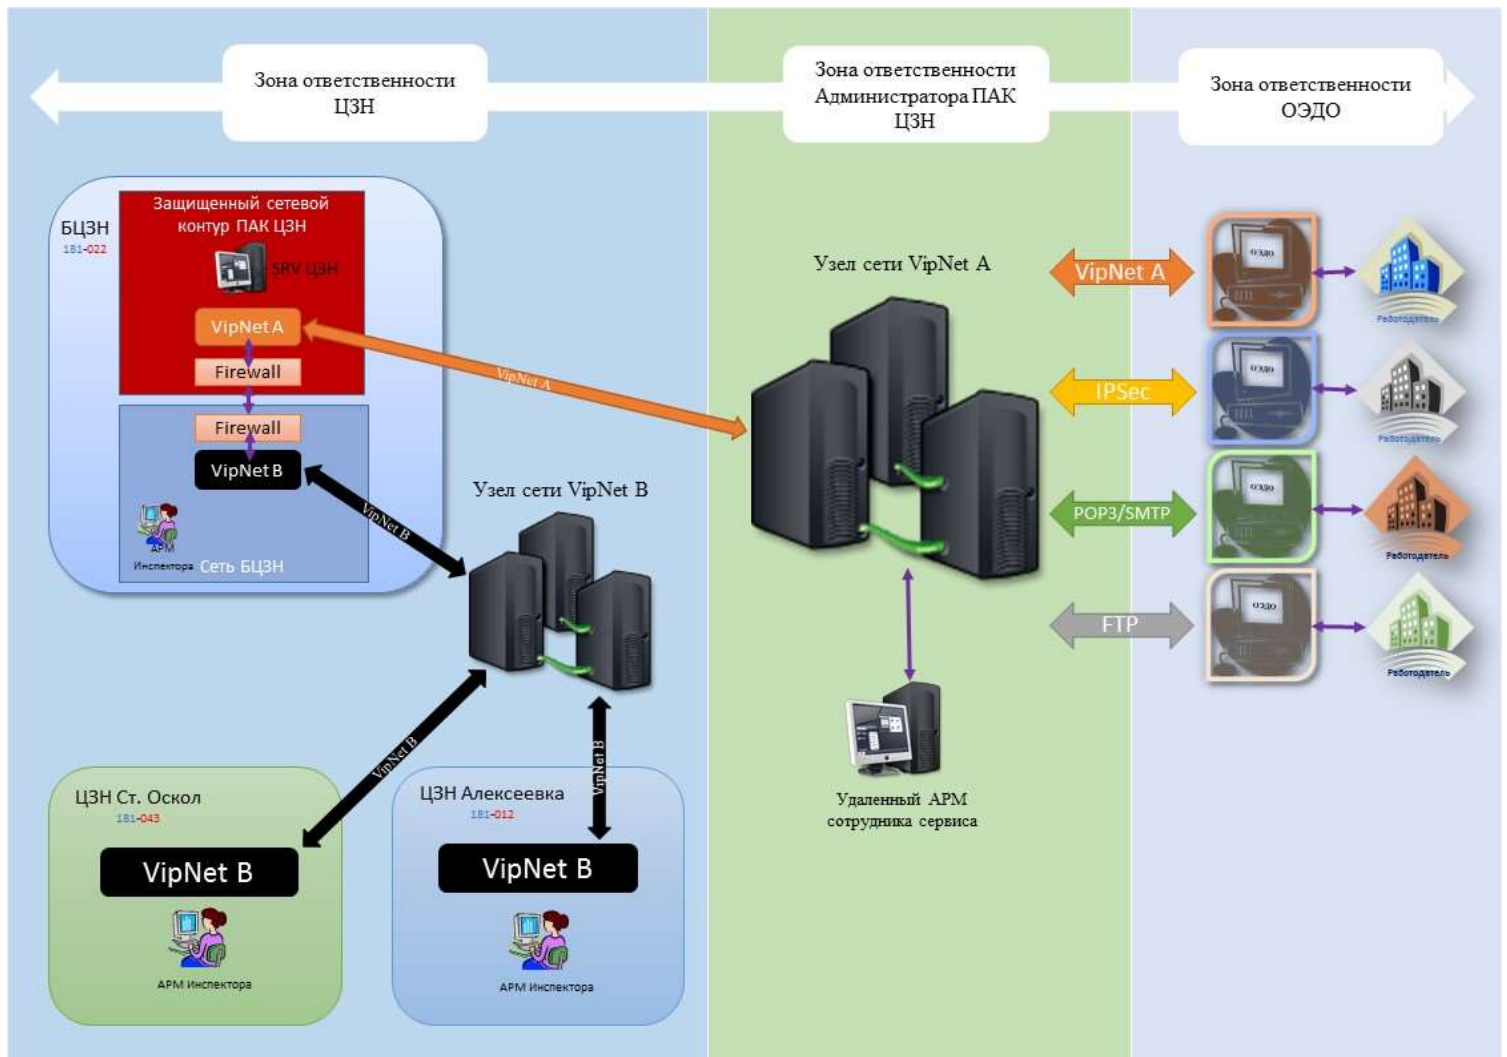 Зона ответственности
ЦЗН
Зона ответственности
Администратора ПАК
ЦЗН
Зона ответственности
ОЭДО
БЦЗН
181-022
Защищенный сетевой
контур ПАК ЦЗН
SRV ЦЗН
VipNet A
Firewall
Firewall
VipNet B
АРМ
Инспектора
Сеть БЦЗН
VipNet A
VipNet B
Узел сети VipNet B
VipNet B
VipNet B
ЦЗН Ст. Оскол
181-043
VipNet B
АРМ Инспектора
ЦЗН Алексеевка
181-012
VipNet B
АРМ Инспектора
Узел сети VipNet A
Удаленный АРМ
сотрудника сервиса
VipNet A
ОЭДО
Работодатель
IPSec
ОЭДО
Работодатель
POP3/SMTP
ОЭДО
Работодатель
FTP
ОЭДО
Работодатель